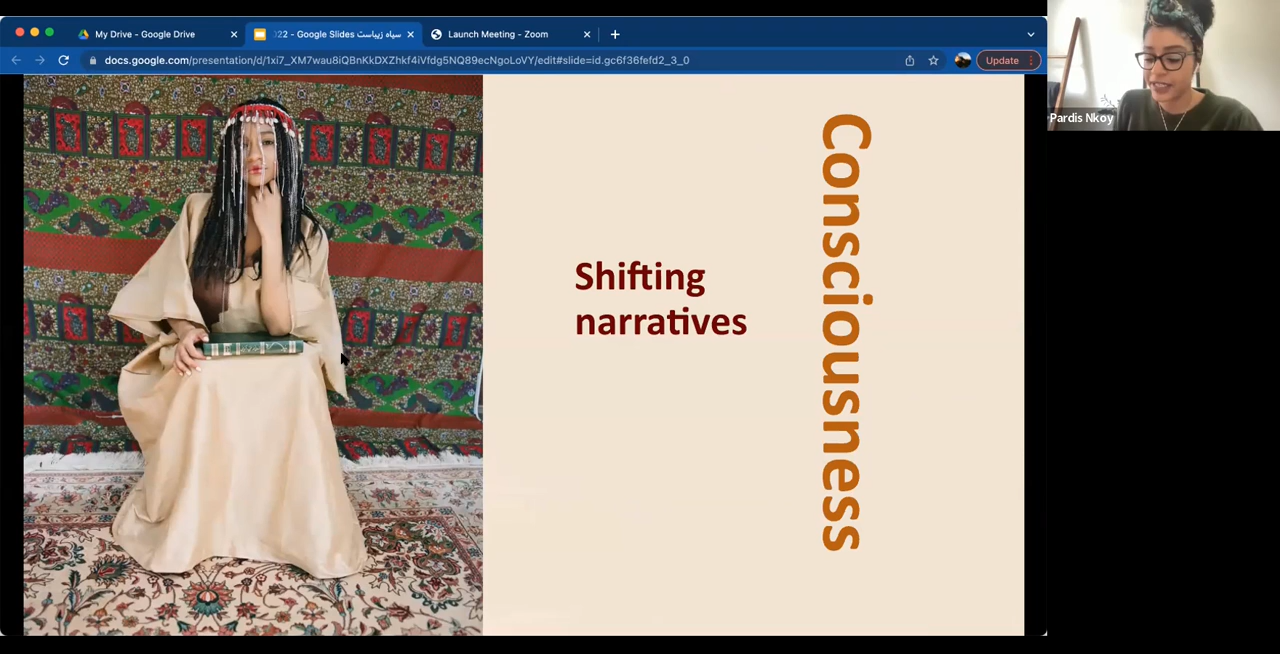 My Drive - Google Drive
سیاه زیباست 022 - Google Slides
Launch Meeting - Zoom
docs.google.com/presentation/d/1xi7_XM7wau8iQBnKkDXZhkf4iVfdg5NQ89ecNgoLoVY/edit#slide=id.gc6f36fefd2_3_0
Update
Pardis Nkoy
Shifting
narratives
Consciousness